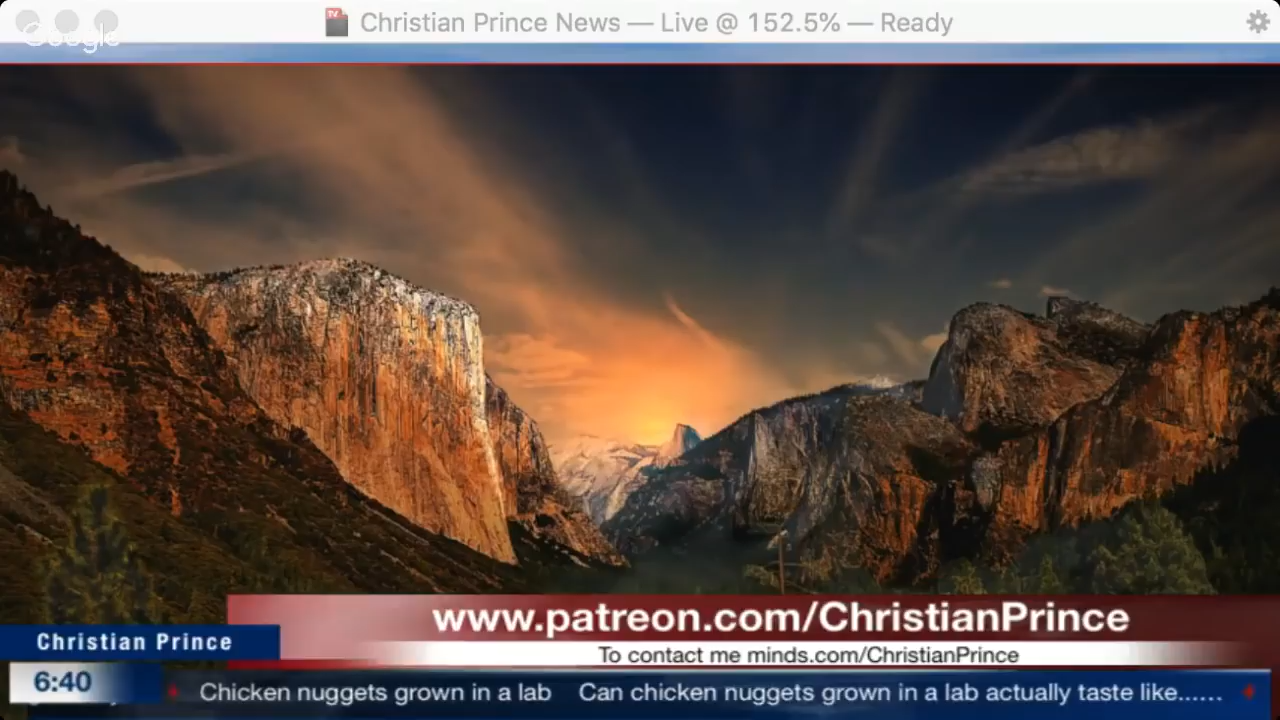 Christian Prince News — Live @ 152.5% — Ready
Google
www.patreon.com/ChristianPrince
Christian Prince
To contact me minds.com/ChristianPrince
6:40
Chicken nuggets grown in a lab Can chicken nuggets grown in a lab actually taste like......